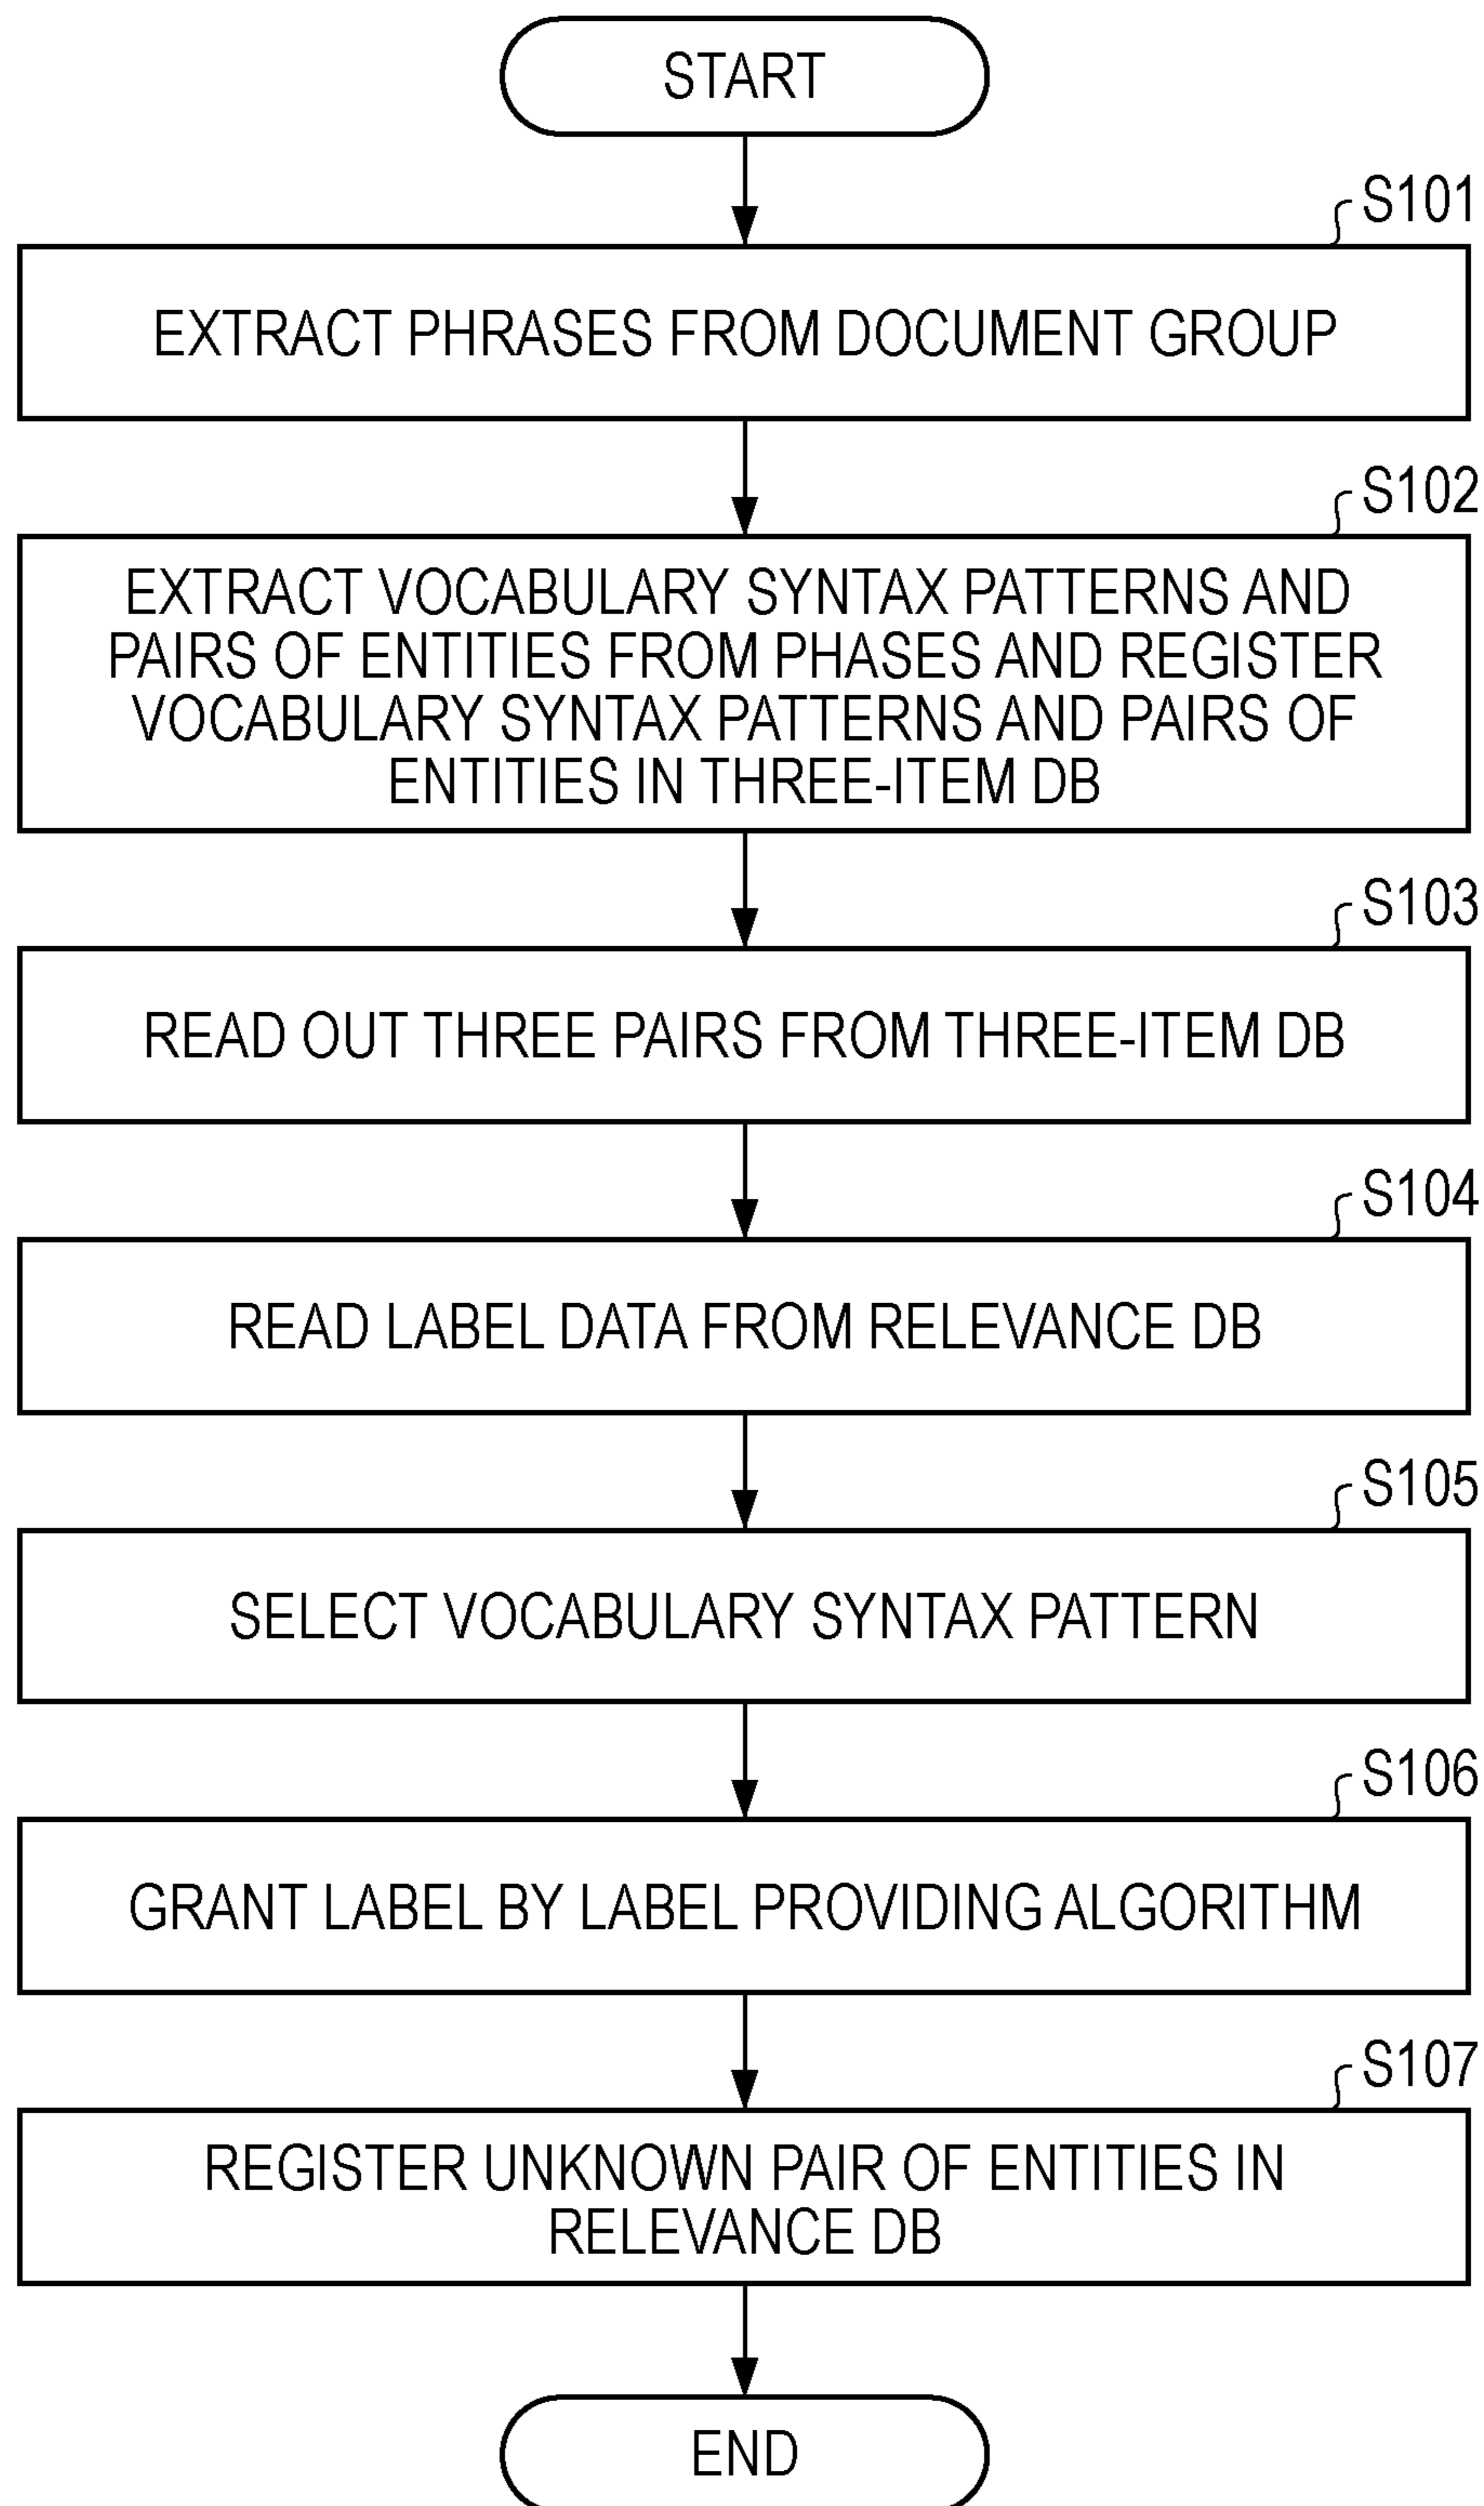 START
S101
EXTRACT PHRASES FROM DOCUMENT GROUP
S102
EXTRACT VOCABULARY SYNTAX PATTERNS AND
PAIRS OF ENTITIES FROM PHASES AND REGISTER
VOCABULARY SYNTAX PATTERNS AND PAIRS OF
ENTITIES IN THREE-ITEM DB
S103
READ OUT THREE PAIRS FROM THREE-ITEM DB
S104
READ LABEL DATA FROM RELEVANCE DB
S105
SELECT VOCABULARY SYNTAX PATTERN
S106
GRANT LABEL BY LABEL PROVIDING ALGORITHM
S107
REGISTER UNKNOWN PAIR OF ENTITIES IN
RELEVANCE DB
END